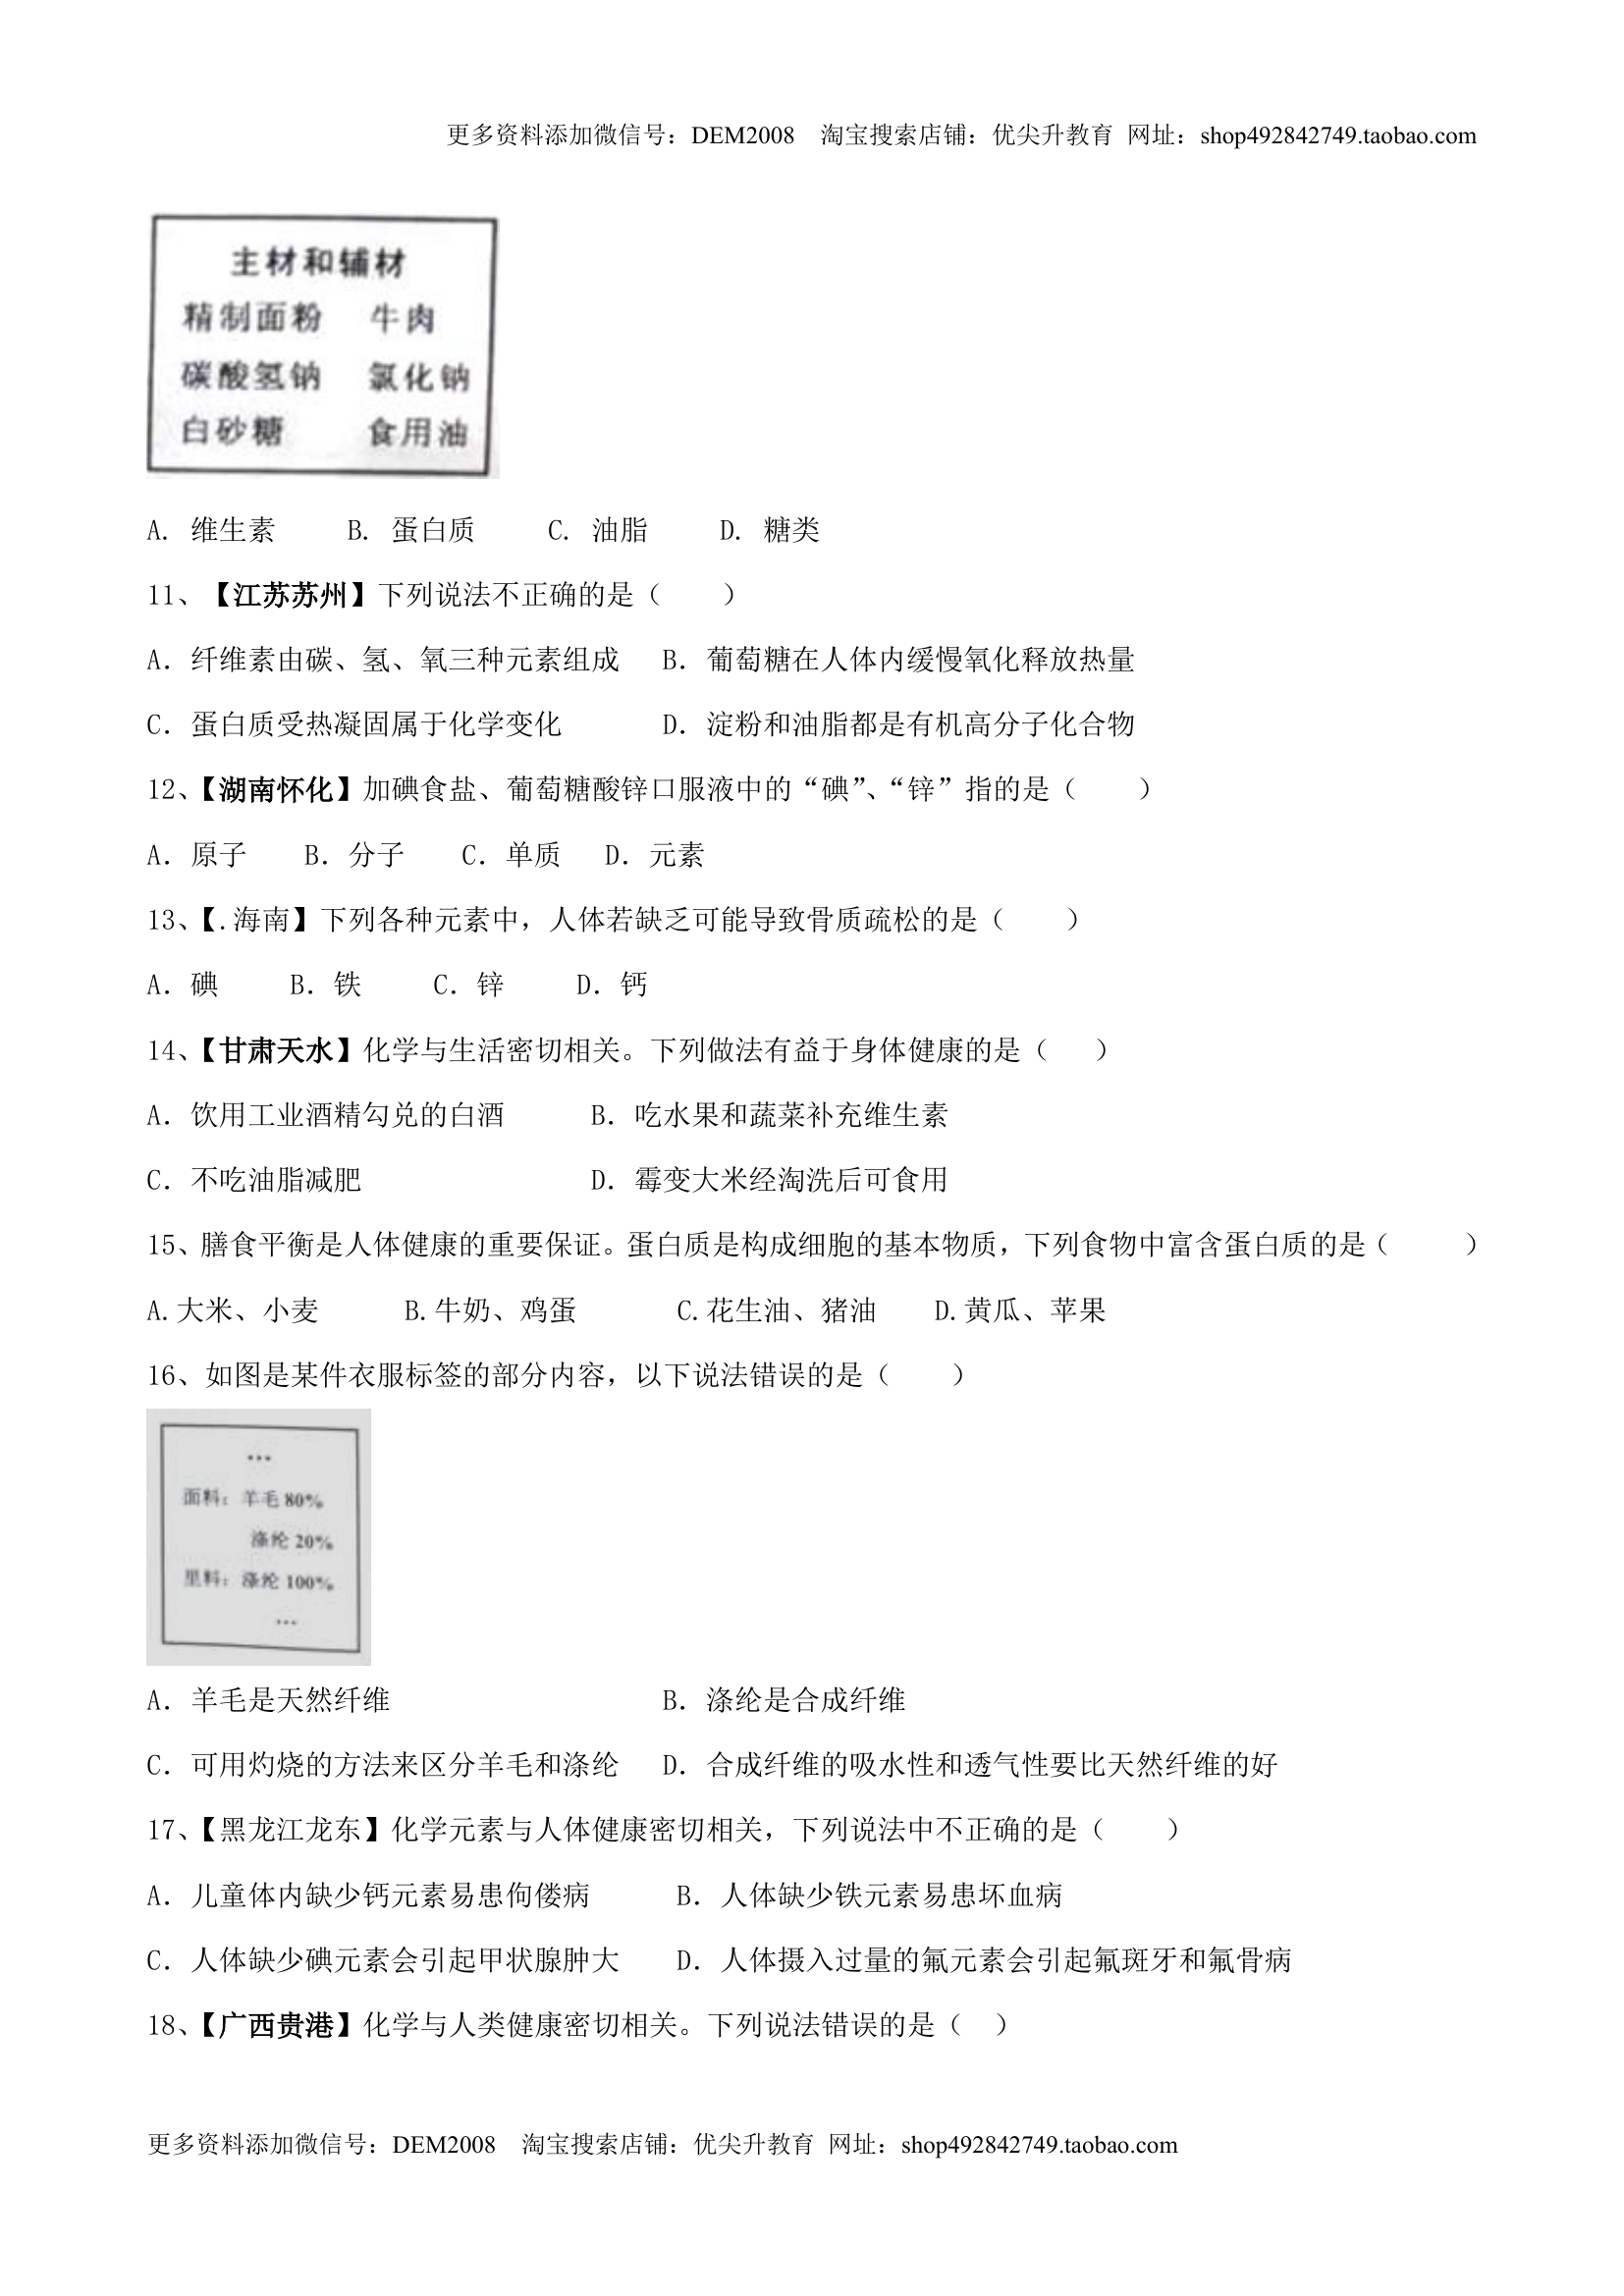 更多资料添加微信号：DEM2008 淘宝搜索店铺：优尖升教育 网址：shop492842749.taobao.com
主材和辅材
精制面粉 牛肉
碳酸氢钠 氯化钠
白砂糖 食用油
A. 维生素 B. 蛋白质 C. 油脂 D. 糖类
11、【江苏苏州】下列说法不正确的是（ ）
A．纤维素由碳、氢、氧三种元素组成 B．葡萄糖在人体内缓慢氧化释放热量
C．蛋白质受热凝固属于化学变化 D．淀粉和油脂都是有机高分子化合物
12、【湖南怀化】加碘食盐、葡萄糖酸锌口服液中的“碘”、“锌”指的是（ ）
A．原子 B．分子 C．单质 D．元素
13、【.海南】下列各种元素中，人体若缺乏可能导致骨质疏松的是（ ）
A．碘 B．铁 C．锌 D．钙
14、【甘肃天水】化学与生活密切相关。下列做法有益于身体健康的是（ ）
A．饮用工业酒精勾兑的白酒 B．吃水果和蔬菜补充维生素
C．不吃油脂减肥 D．霉变大米经淘洗后可食用
15、膳食平衡是人体健康的重要保证。蛋白质是构成细胞的基本物质，下列食物中富含蛋白质的是（ ）
A.大米、小麦 B.牛奶、鸡蛋 C.花生油、猪油 D.黄瓜、苹果
16、如图是某件衣服标签的部分内容，以下说法错误的是（ ）
…
面料：羊毛 80%
涤纶 20%
里料：涤纶 100%
…
A．羊毛是天然纤维 B．涤纶是合成纤维
C．可用灼烧的方法来区分羊毛和涤纶 D．合成纤维的吸水性和透气性要比天然纤维的好
17、【黑龙江龙东】化学元素与人体健康密切相关，下列说法中不正确的是（ ）
A．儿童体内缺少钙元素易患佝偻病 B．人体缺少铁元素易患坏血病
C．人体缺少碘元素会引起甲状腺肿大 D．人体摄入过量的氟元素会引起氟斑牙和氟骨病
18、【广西贵港】化学与人类健康密切相关。下列说法错误的是（ ）
更多资料添加微信号：DEM2008 淘宝搜索店铺：优尖升教育 网址：shop492842749.taobao.com